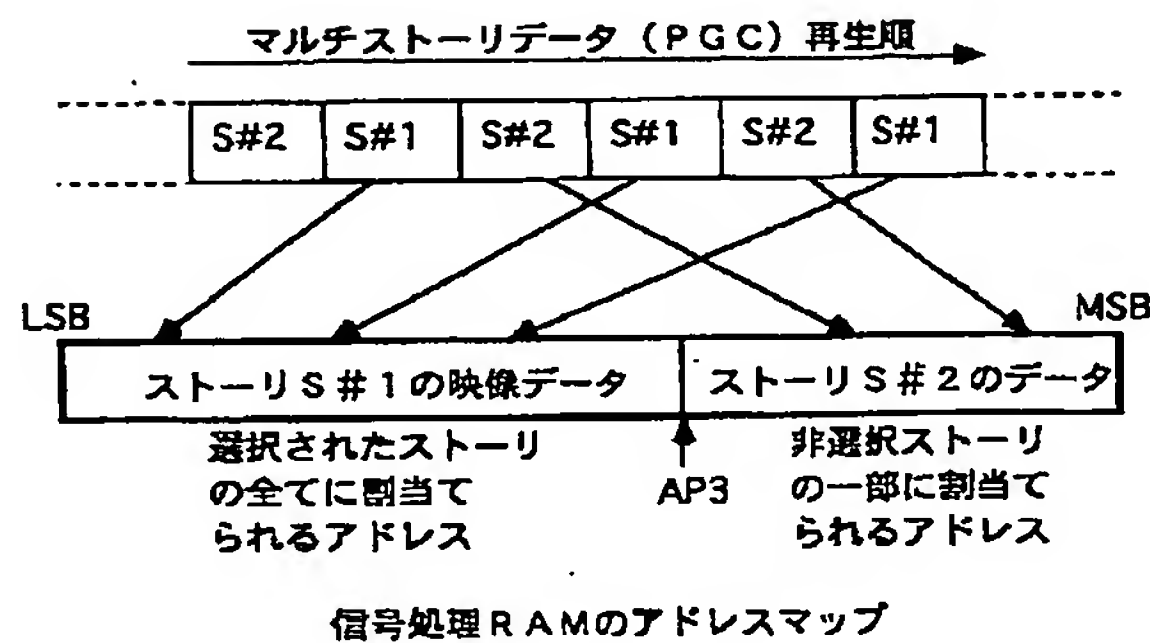 マルチストーリデータ（PGC）再生順
S#2 S#1 S#2 S#1 S#2 S#1
LSB
MSB
ストーリS#1の映像データ
ストーリS#2のデータ
選択されたストーリ
の全てに割当て
られるアドレス
AP3
非選択ストーリ
の一部に割当て
られるアドレス
信号処理RAMのアドレスマップ